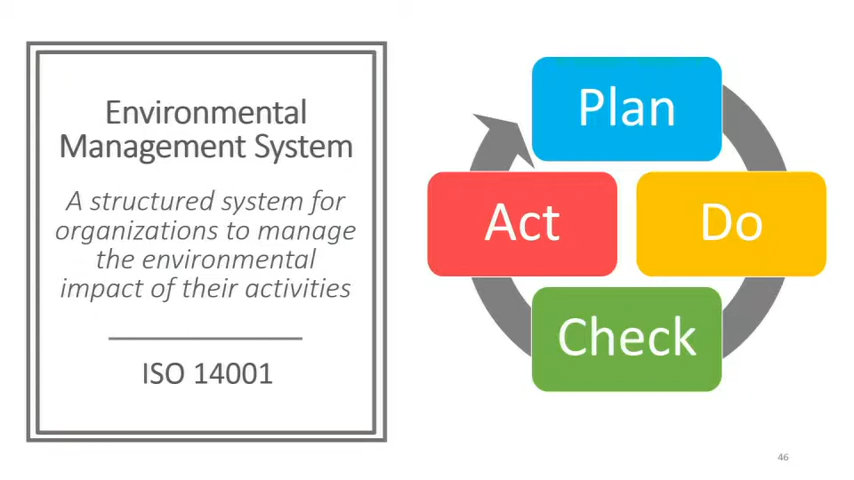 Environmental
Management System
A structured system for
organizations to manage
the environmental
impact of their activities
ISO 14001
Plan
Do
Check
Act
46